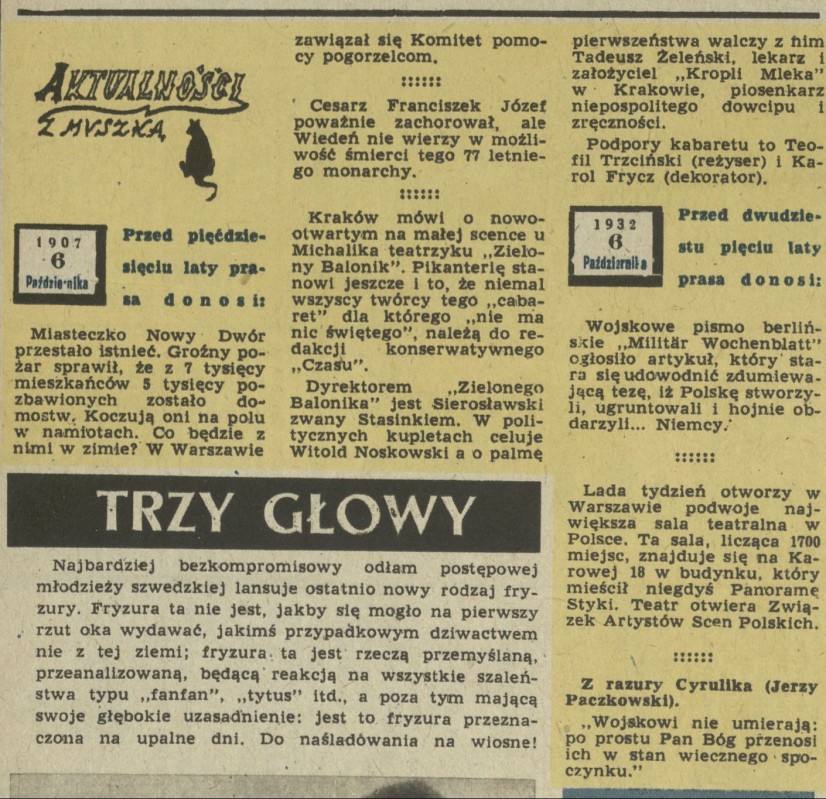 AKTUALNOŚCI
Z MYSZKĄ
1907
6
Października
Przed pięćdzie-
sięciu laty pra-
sa donosi:
Miasteczko Nowy Dwór
przestało istnieć. Groźny po-
żar sprawił, że z 7 tysięcy
mieszkańców 5 tysięcy po-
zbawionych zostało do-
mostw. Koczują oni na polu
w namiotach. Co będzie z
nimi w zimie? W Warszawie
zawiązał się Komitet pomo-
cy pogorzelcom.
::::::
Cesarz Franciszek Józef
poważnie zachorował, ale
Wiedeń nie wierzy w możli-
wość śmierci tego 77 letnie-
go monarchy.
::::::
Kraków mówi o nowo-
otwartym na małej scence u
Michalika teatrzyku „Zielo-
ny Balonik”. Pikanterię sta-
nowi jeszcze i to, że niemal
wszyscy twórcy tego „caba-
ret” dla którego „nie ma
nic świętego”, należą do re-
dakcji konserwatywnego
„Czasu”.
Dyrektorem „Zielonego
Balonika” jest Sierosławski
zwany Stasinkiem. W poli-
tycznych kupletach celuje
Witold Noskowski a o palmę
pierwszeństwa walczy z nim
Tadeusz Żeleński, lekarz i
założyciel „Kropli Mleka”
w Krakowie, piosenkarz
niepospolitego dowcipu i
zręczności.
Podpory kabaretu to Teo-
fil Trzciński (reżyser) i Ka-
rol Frycz (dekorator).
1932
6
Października
Przed dwudzie-
stu pięciu laty
prasa donosi:
Wojskowe pismo berliń-
skie „Militär Wochenblatt”
ogłosiło artykuł, który sta-
ra się udowodnić zdumiewa-
jącą tezę, iż Polskę stworzy-
li, ugruntowali i hojnie ob-
darzyli... Niemcy.
::::::
Lada tydzień otworzy w
Warszawie podwoje naj-
większa sala teatralna w
Polsce. Ta sala, licząca 1700
miejsc, znajduje się na Ka-
rowej 18 w budynku, który
mieścił niegdyś Panoramę
Styki. Teatr otwiera Zwią-
zek Artystów Scen Polskich.
::::::
Z razury Cyrulika (Jerzy
Paczkowski).
„Wojskowi nie umierają:
po prostu Pan Bóg przenosi
ich w stan wiecznego spo-
czynku.”
TRZY GŁOWY
Najbardziej bezkompromisowy odłam postępowej
młodzieży szwedzkiej lansuje ostatnio nowy rodzaj fry-
zury. Fryzura ta nie jest, jakby się mogło na pierwszy
rzut oka wydawać, jakimś przypadkowym dziwactwem
nie z tej ziemi; fryzura ta jest rzeczą przemyślaną,
przeanalizowaną, będącą reakcją na wszystkie szaleń-
stwa typu „fanfan”, „tytus” itd., a poza tym mającą
swoje głębokie uzasadnienie: jest to fryzura przezna-
czona na upalne dni. Do naśladowania na wiosnę!